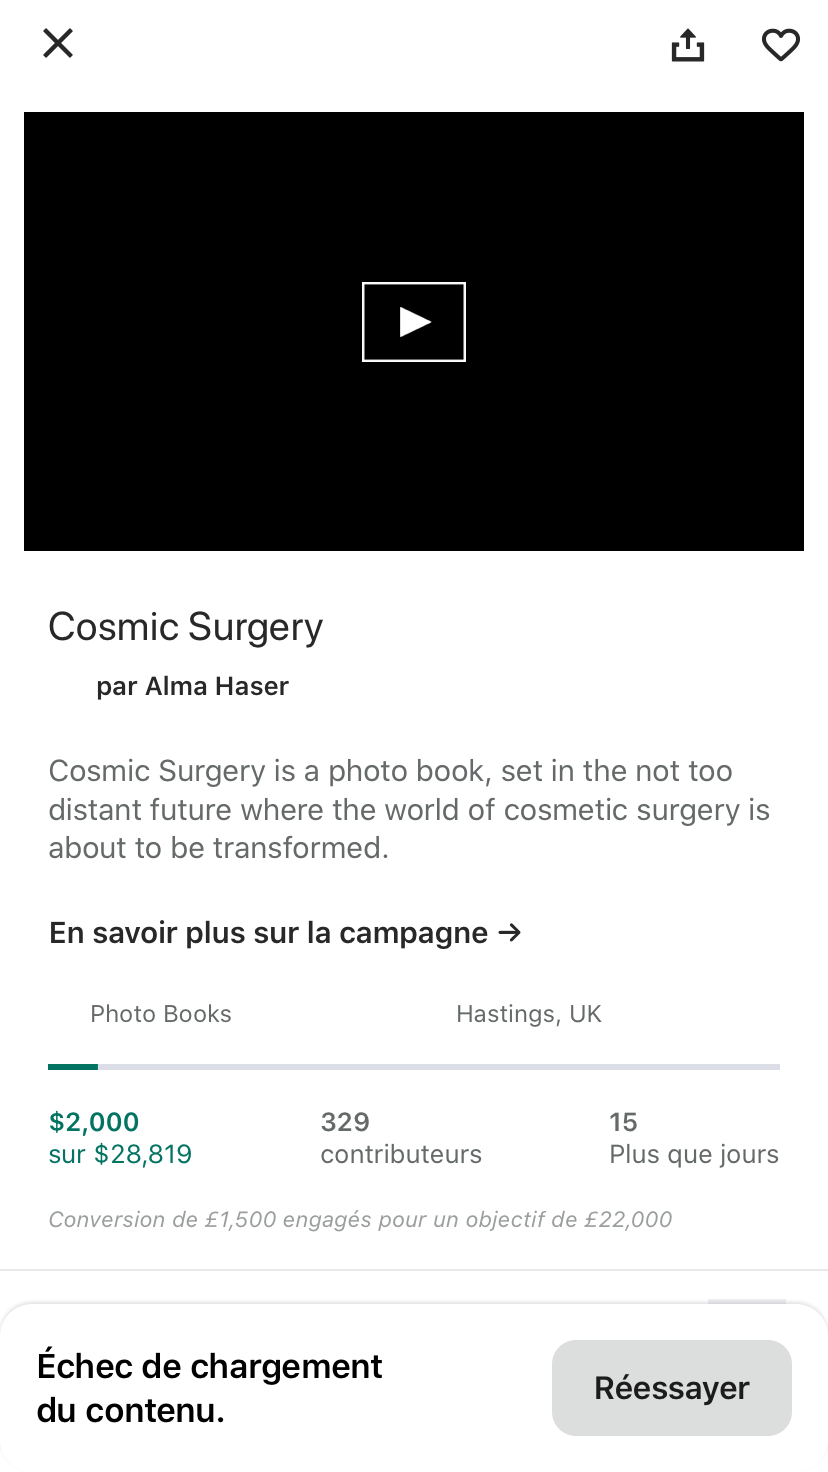 Cosmic Surgery
par Alma Haser
Cosmic Surgery is a photo book, set in the not too
distant future where the world of cosmetic surgery is
about to be transformed.
En savoir plus sur la campagne →
Photo Books
Hastings, UK
$2,000
sur $28,819
329
contributeurs
15
Plus que jours
Conversion de £1,500 engagés pour un objectif de £22,000
Échec de chargement
du contenu.
Réessayer